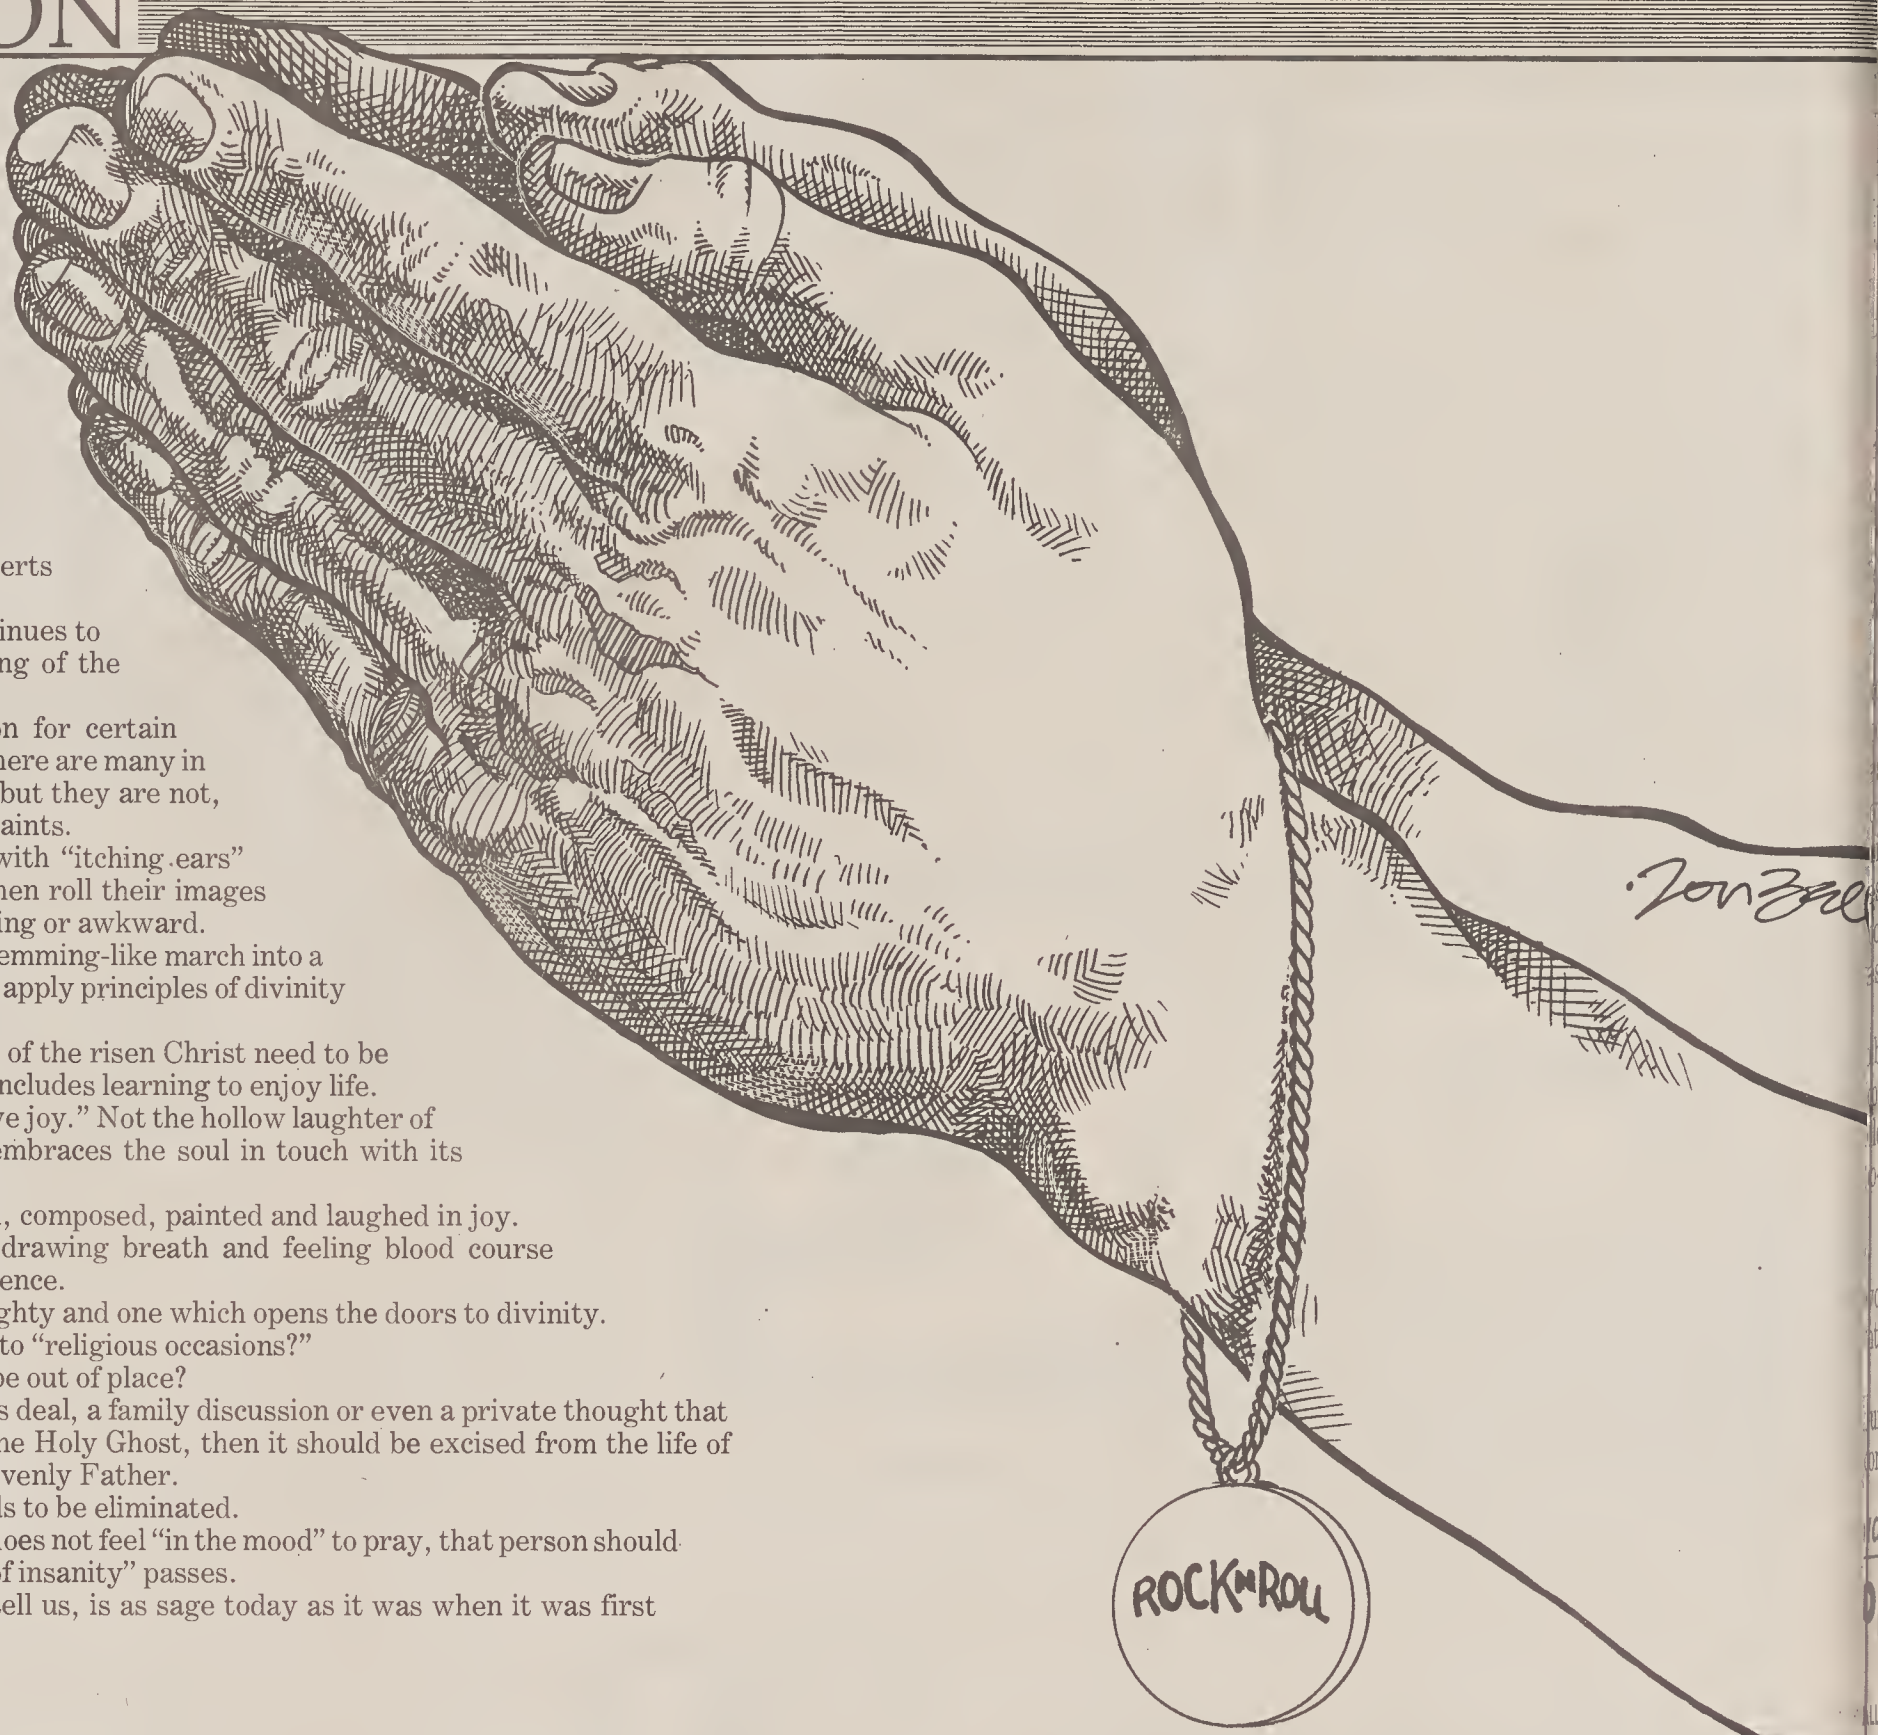 ON
erts
inues to
ng of the
on for certain
here are many in
but they are not,
aints.
with “itching ears”
hen roll their images
ing or awkward.
emming-like march into a
apply principles of divinity
of the risen Christ need to be
ncludes learning to enjoy life.
ve joy.” Not the hollow laughter of
embraces the soul in touch with its
, composed, painted and laughed in joy.
drawing breath and feeling blood course
ence.
ghty and one which opens the doors to divinity.
to “religious occasions?”
be out of place?
s deal, a family discussion or even a private thought that
he Holy Ghost, then it should be excised from the life of
venly Father.
ds to be eliminated.
does not feel “in the mood” to pray, that person should
of insanity” passes.
ell us, is as sage today as it was when it was first
ROCK N ROLL